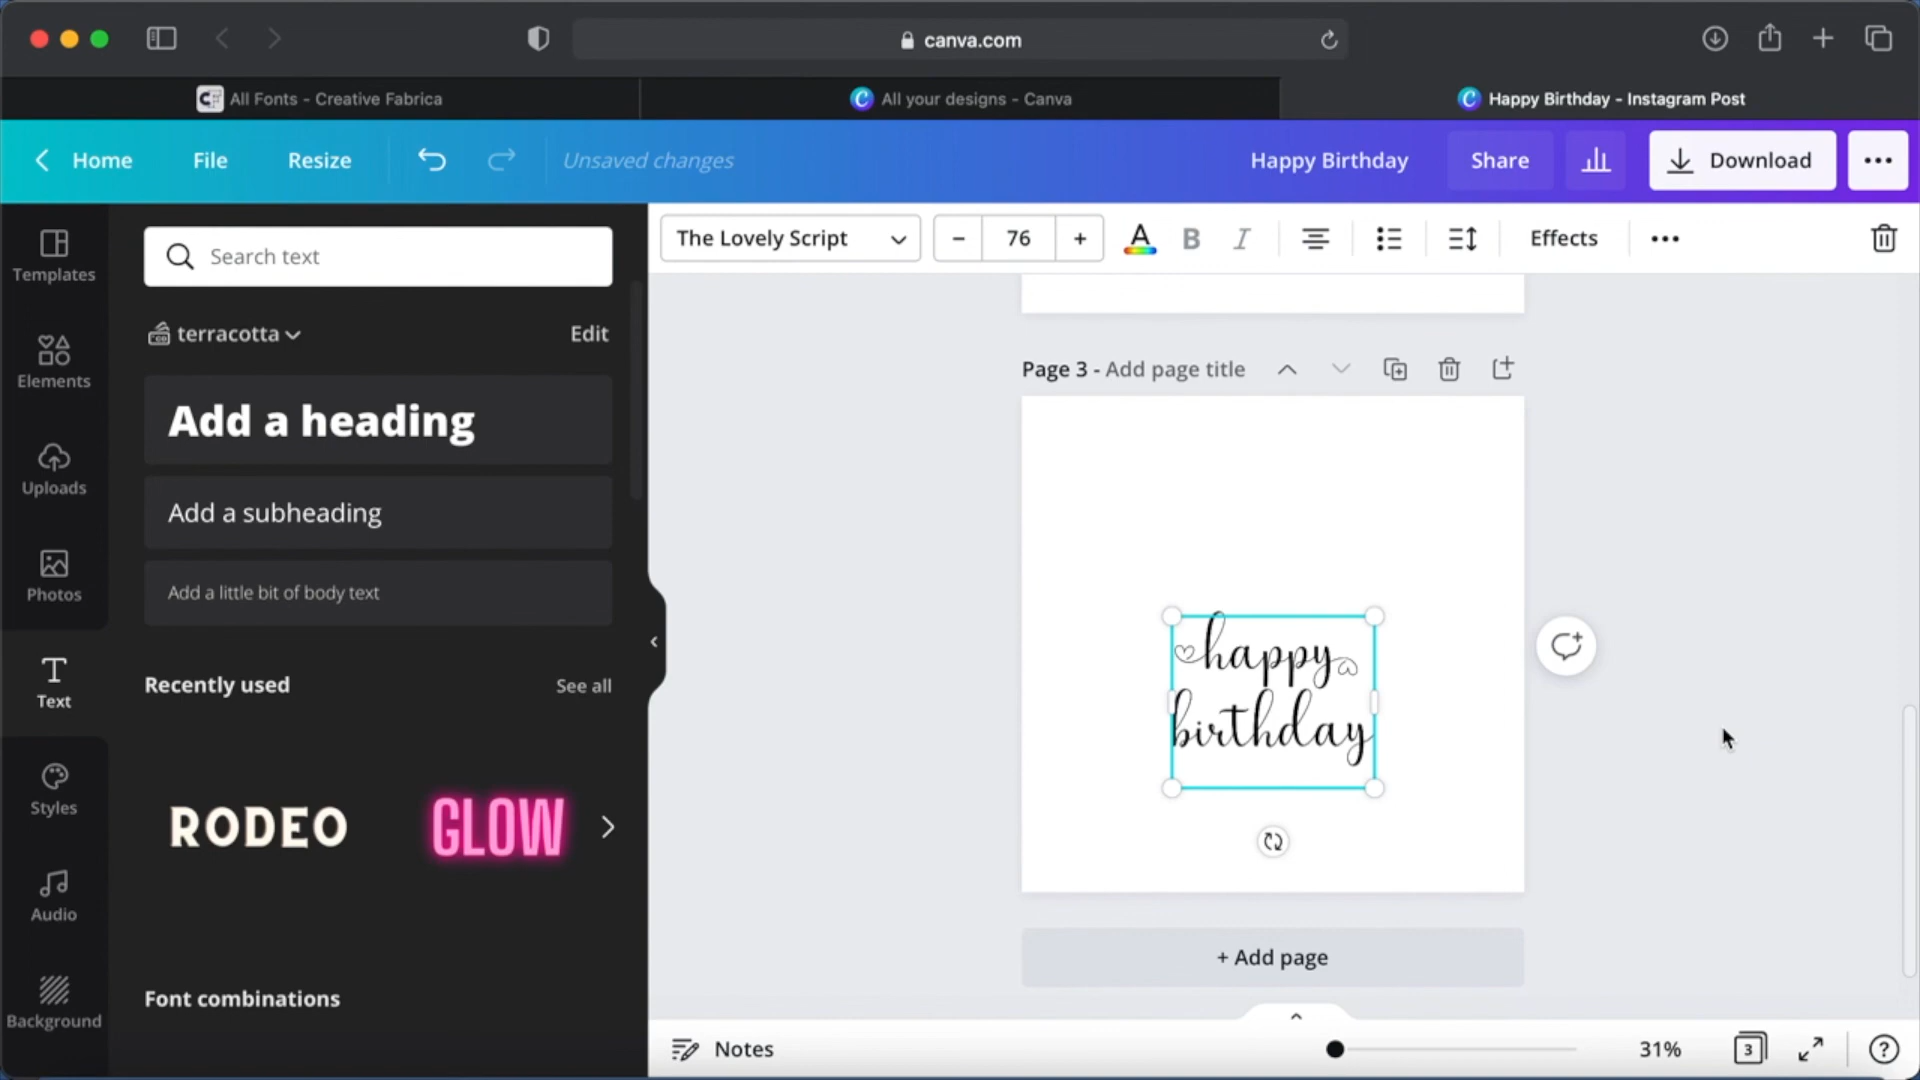 canva.com
All Fonts - Creative Fabrica
All your designs - Canva
Happy Birthday - Instagram Post
Home
File
Resize
Unsaved changes
Happy Birthday
Share
Download
Templates
Elements
Uploads
Photos
Text
Styles
Audio
Background
Search text
terracotta
Edit
Add a heading
Add a subheading
Add a little bit of body text
Recently used
See all
RODEO
GLOW
Font combinations
The Lovely Script
76
Effects
Page 3 - Add page title
happy
birthday
+ Add page
Notes
31%
3